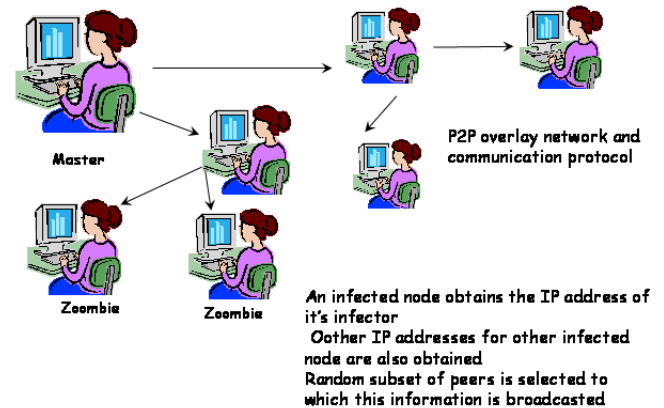 P2P overlay network and
communication protocol
Master
Zoombie
Zoombie
An infected node obtains the IP address of
it's infector
Oother IP addresses for other infected
node are also obtained
Random subset of peers is selected to
which this information is broadcasted